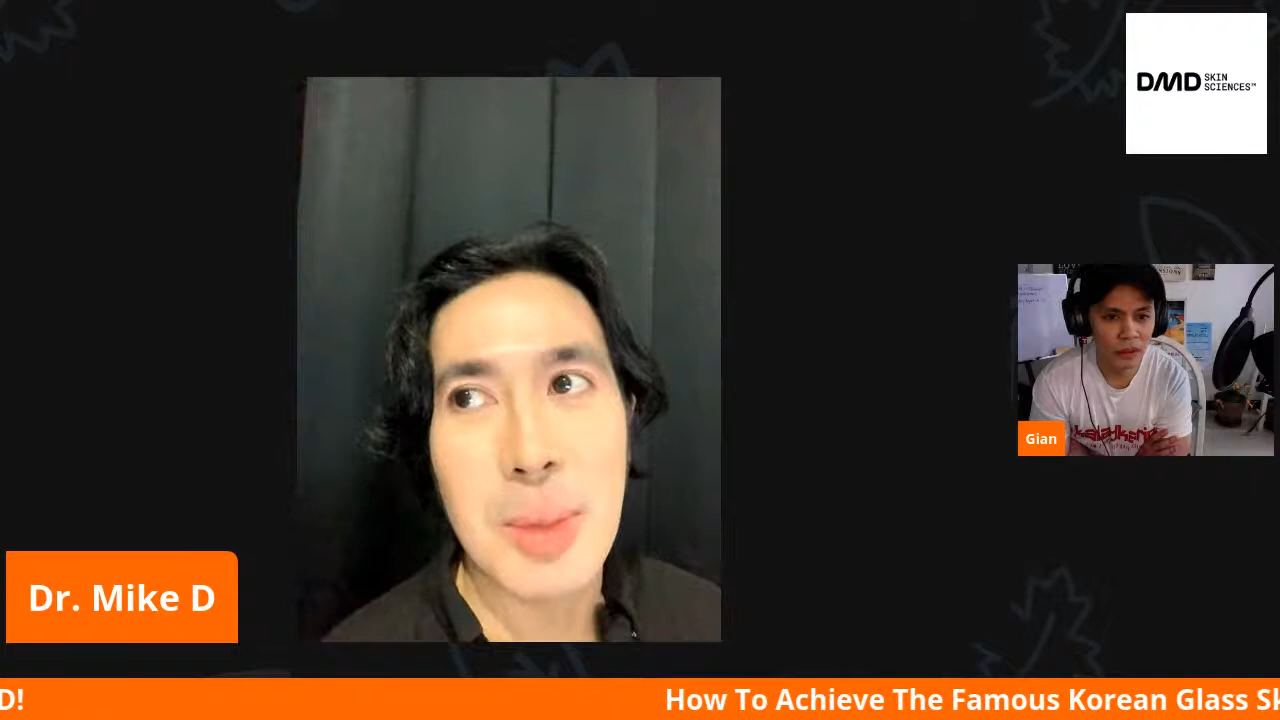 DMD SKIN
SCIENCES™
Gian
Dr. Mike D
D!
How To Achieve The Famous Korean Glass Sk